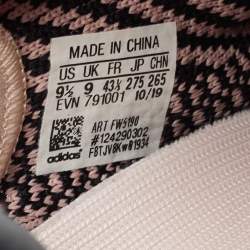 MADE IN CHINA
US UK FR JP CHN
9½ 9 43⅓ 275 265
EVN 791001 10/19
ART FW5190
#124290302
F8TJV8Kw01934
adidas